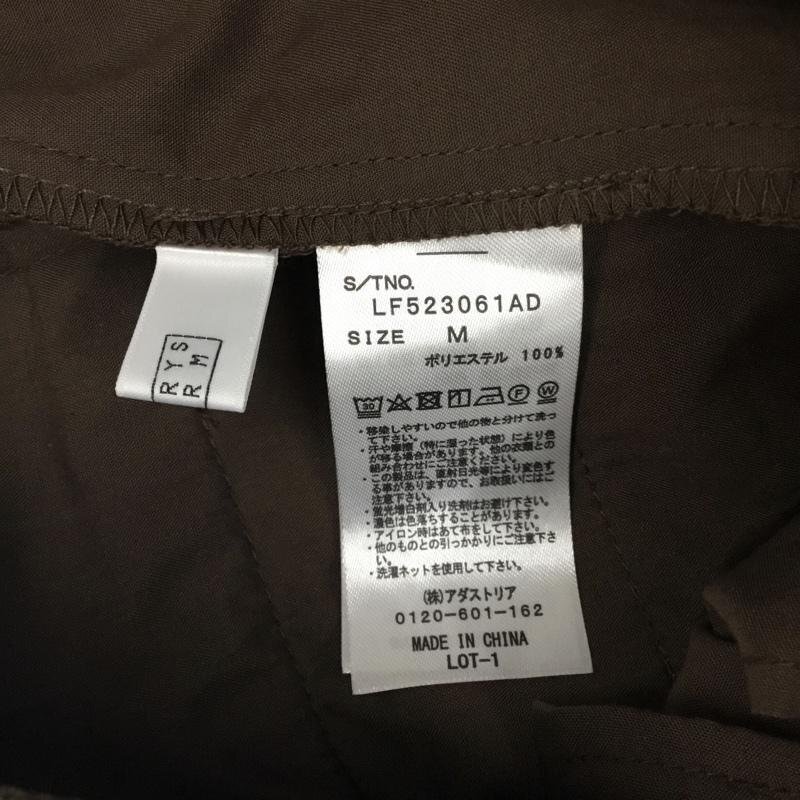 RYS
RM
S/TNO.
LF523061AD
SIZE M
ポリエステル 100%
30
・移染しやすいので他の物と分けて洗っ
て下さい。
・汗や摩擦(特に湿った状態)により色
が移る場合があります。他の衣類との
組み合わせにご注意ください。
・この製品は、直射日光等により変色す
る事がありますので、お取扱いにはご
注意下さい。
・蛍光増白剤入り洗剤はお避け下さい。
・濃色は色落ちすることがあります。
・アイロン時はあて布をして下さい。
・他のものとの引っかかりにご注意下さ
い。
・洗濯ネットを使用して下さい。
(株)アダストリア
0120-601-162
MADE IN CHINA
LOT-1